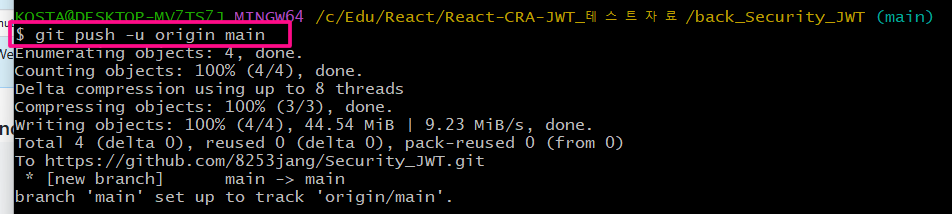 KOSTA@DESKTOP-MV7TS7J MINGW64 /c/Edu/React/React-CRA-JWT_테스트자료/back_Security_JWT (main)
$ git push -u origin main
Enumerating objects: 4, done.
Counting objects: 100% (4/4), done.
Delta compression using up to 8 threads
Compressing objects: 100% (3/3), done.
Writing objects: 100% (4/4), 44.54 MiB | 9.23 MiB/s, done.
Total 4 (delta 0), reused 0 (delta 0), pack-reused 0 (from 0)
To https://github.com/8253jang/Security_JWT.git
 * [new branch]      main -> main
branch 'main' set up to track 'origin/main'.